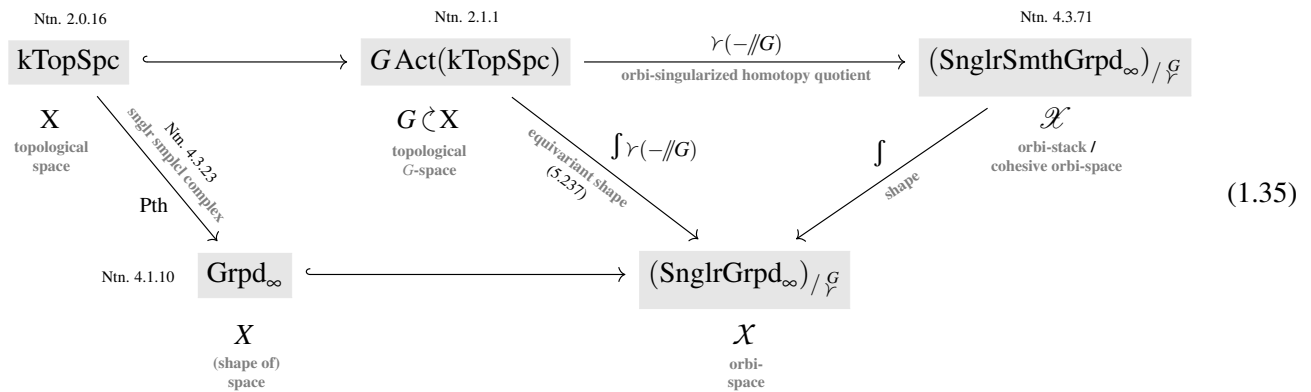 Ntn. 2.0.16
Ntn. 2.1.1
Ntn. 4.3.71
kTopSpc
G Act(kTopSpc)
ʏ(−⫽G)
orbi-singularized homotopy quotient
(SnglrSmthGrpd∞)/ʏG
X
topological
space
G⟳X
topological
G-space
𝒳
orbi-stack /
cohesive orbi-space
Ntn. 4.3.23
snglr smplcl complex
Pth
∫ʏ(−⫽G)
equivariant shape
(5.237)
∫
shape
(1.35)
Ntn. 4.1.10
Grpd∞
(SnglrGrpd∞)/ʏG
X
(shape of)
space
𝒳
orbi-
space